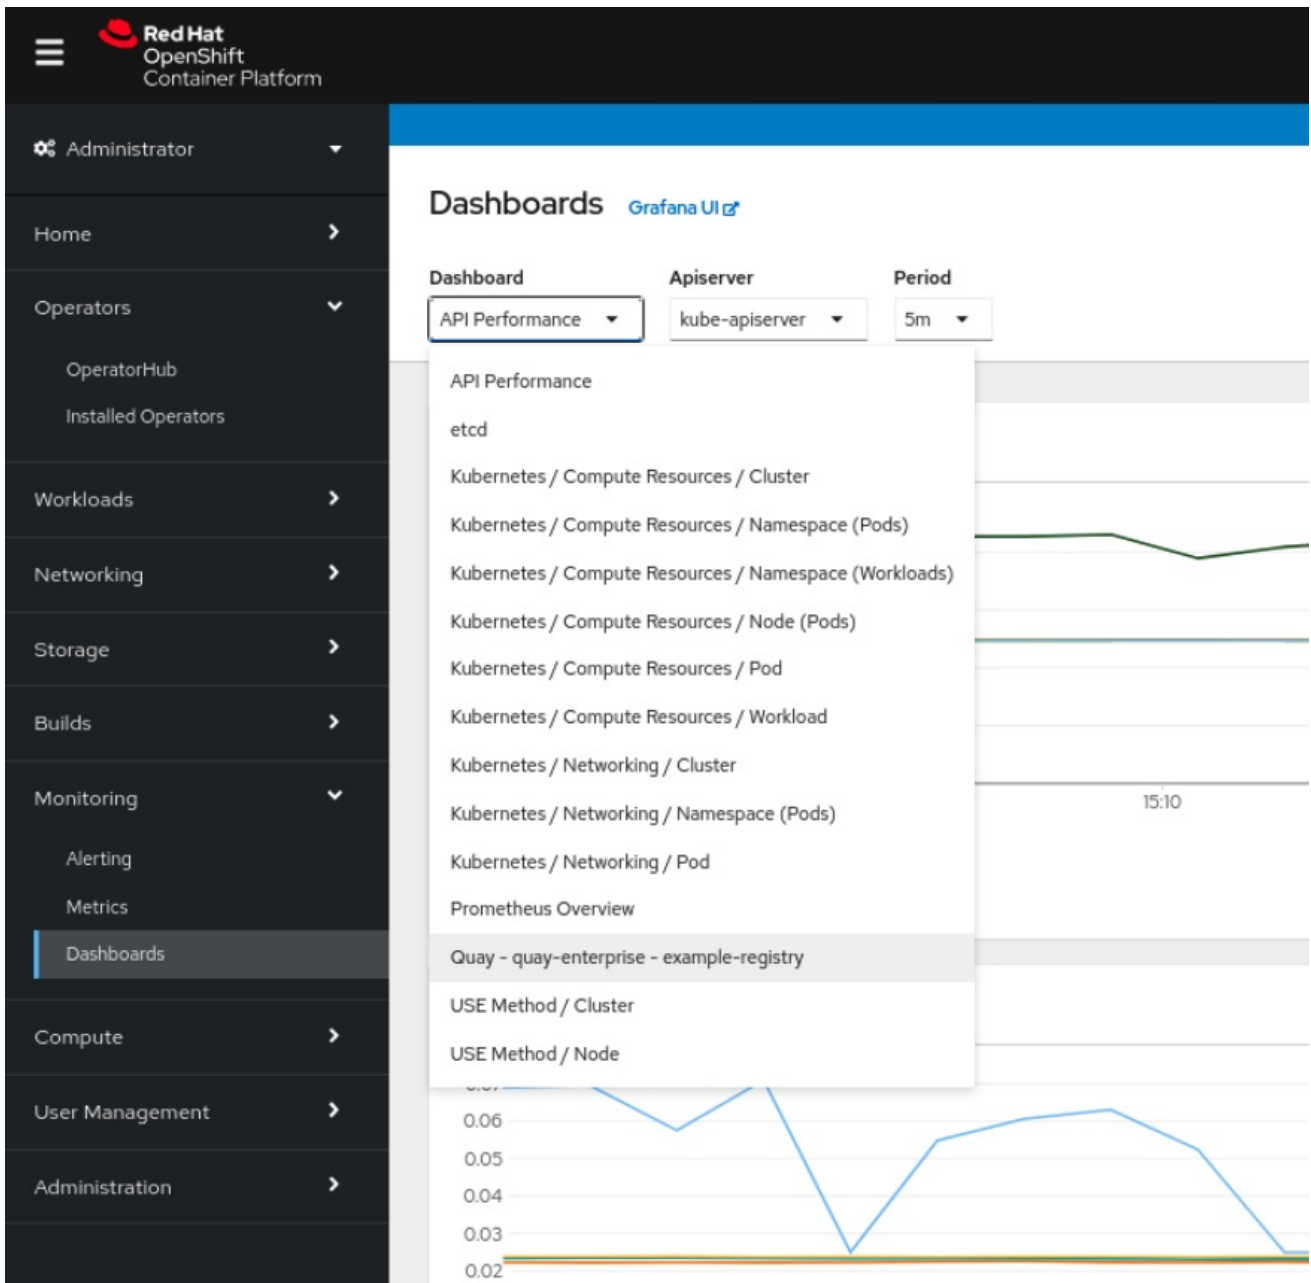 Red Hat
OpenShift
Container Platform
Administrator
Home
Operators
OperatorHub
Installed Operators
Workloads
Networking
Storage
Builds
Monitoring
Alerting
Metrics
Dashboards
Compute
User Management
Administration
Dashboards Grafana UI
Dashboard Apiserver Period
API Performance kube-apiserver 5m
API Performance
etcd
Kubernetes / Compute Resources / Cluster
Kubernetes / Compute Resources / Namespace (Pods)
Kubernetes / Compute Resources / Namespace (Workloads)
Kubernetes / Compute Resources / Node (Pods)
Kubernetes / Compute Resources / Pod
Kubernetes / Compute Resources / Workload
Kubernetes / Networking / Cluster
Kubernetes / Networking / Namespace (Pods)
Kubernetes / Networking / Pod
Prometheus Overview
Quay - quay-enterprise - example-registry
USE Method / Cluster
USE Method / Node
15:10
0.06
0.05
0.04
0.03
0.02